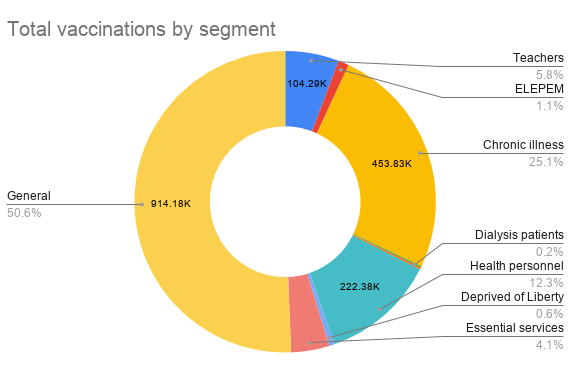 Total vaccinations by segment
Teachers
5.8%
ELEPEM
1.1%
104.29K
Chronic illness
25.1%
453.83K
General
50.6%
914.18K
Dialysis patients
0.2%
Health personnel
12.3%
222.38K
Deprived of Liberty
0.6%
Essential services
4.1%